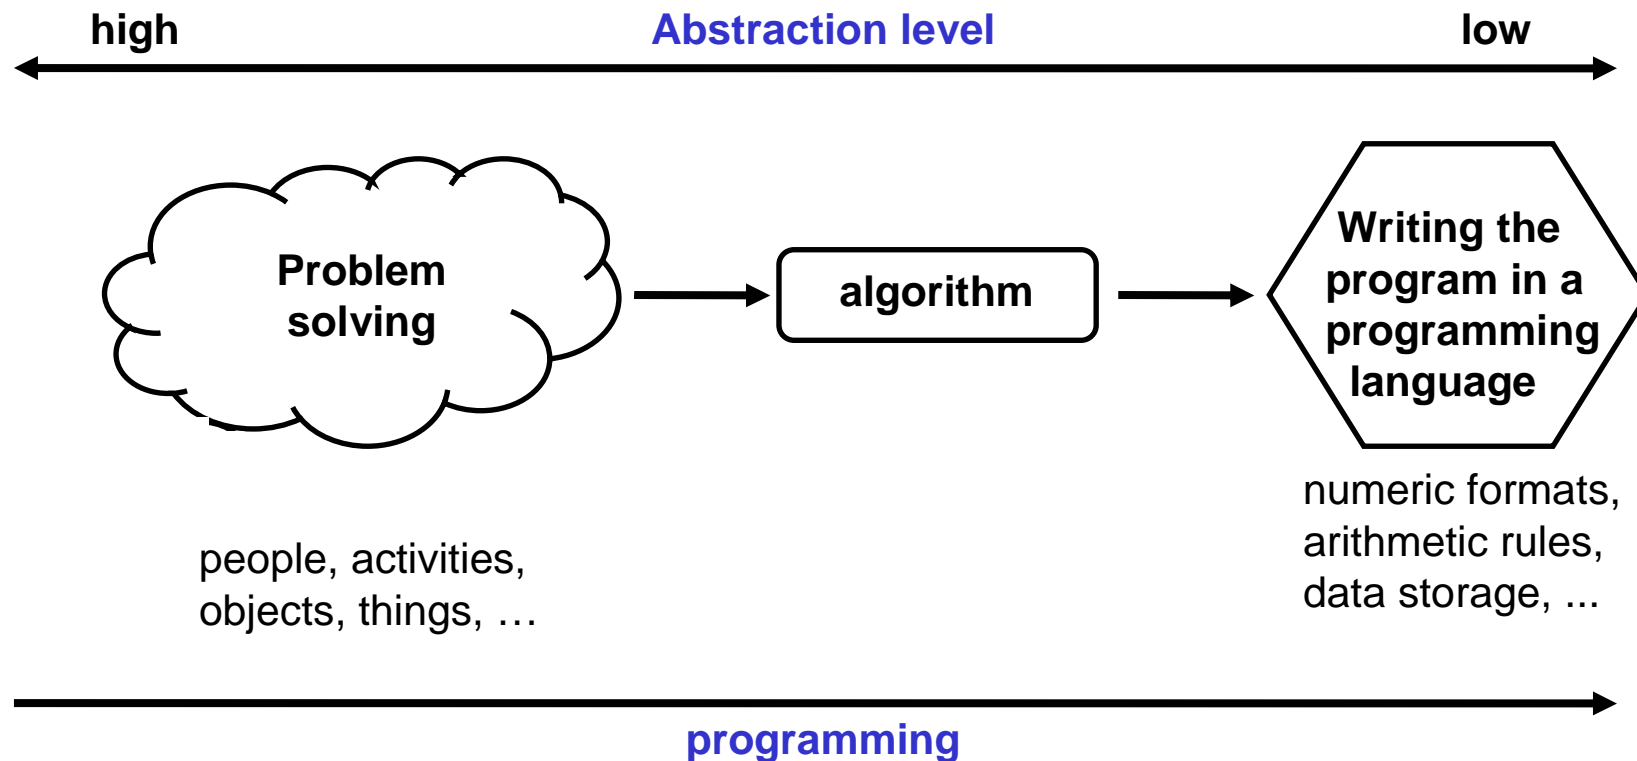 high Abstraction level low
Problem
solving
algorithm
Writing the
program in a
programming
language
people, activities,
objects, things, …
numeric formats,
arithmetic rules,
data storage, ...
programming